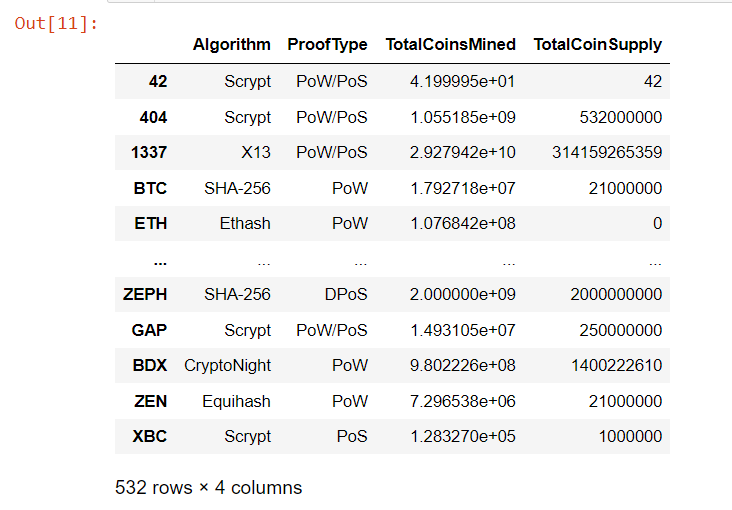 Out[11]:
Algorithm ProofType TotalCoinsMined TotalCoinSupply
42 Scrypt PoW/PoS 4.199995e+01 42
404 Scrypt PoW/PoS 1.055185e+09 532000000
1337 X13 PoW/PoS 2.927942e+10 314159265359
BTC SHA-256 PoW 1.792718e+07 21000000
ETH Ethash PoW 1.076842e+08 0
... ... ... ... ...
ZEPH SHA-256 DPoS 2.000000e+09 2000000000
GAP Scrypt PoW/PoS 1.493105e+07 250000000
BDX CryptoNight PoW 9.802226e+08 1400222610
ZEN Equihash PoW 7.296538e+06 21000000
XBC Scrypt PoS 1.283270e+05 1000000
532 rows × 4 columns